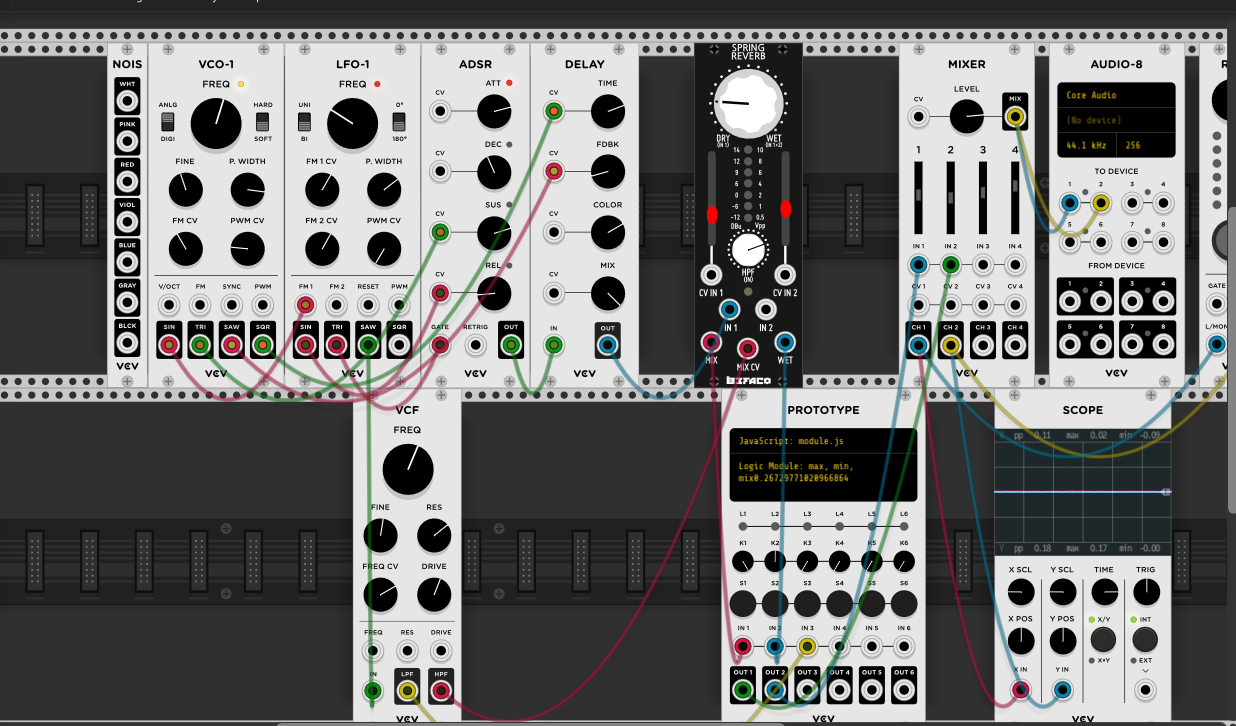 NOIS
WHT
PINK
RED
VIOL
BLUE
GRAY
BLCK
VCV
VCO-1
FREQ
ANLG
HARD
DIGI
SOFT
FINE
P. WIDTH
FM CV
PWM CV
V/OCT
FM
SYNC
PWM
SIN
TRI
SAW
SQR
VCV
LFO-1
FREQ
UNI
0°
BI
180°
FM 1 CV
P. WIDTH
FM 2 CV
PWM CV
FM 1
FM 2
RESET
PWM
SIN
TRI
SAW
SQR
VCV
ADSR
ATT
CV
DEC
CV
SUS
CV
REL
CV
GATE
RETRIG
OUT
VCV
DELAY
TIME
CV
FDBK
CV
COLOR
CV
MIX
CV
IN
OUT
VCV
SPRING
REVERB
DRY
(IN 1)
WET
(IN 1+2)
14
10
12
8
9
6
6
4
3
0
2
-6
1
-12
0,5
DBu
Vpp
HPF
(IN)
CV IN 1
CV IN 2
IN 1
IN 2
MIX
MIX CV
WET
BEFACO
MIXER
LEVEL
CV
MIX
1
2
3
4
IN 1
IN 2
IN 3
IN 4
CV 1
CV 2
CV 3
CV 4
CH 1
CH 2
CH 3
CH 4
VCV
AUDIO-8
Core Audio
(No device)
44.1 kHz
256
TO DEVICE
1
2
3
4
5
6
7
8
FROM DEVICE
1
2
3
4
5
6
7
8
VCV
GATE
L/MON
VCF
FREQ
FINE
RES
FREQ CV
DRIVE
FREQ
RES
DRIVE
IN
LPF
HPF
VCV
PROTOTYPE
JavaScript: module.js
Logic Module: max, min,
mix0.26729771020966864
L1
L2
L3
L4
L5
L6
K1
K2
K3
K4
K5
K6
S1
S2
S3
S4
S5
S6
IN 1
IN 2
IN 3
IN 4
IN 5
IN 6
OUT 1
OUT 2
OUT 3
OUT 4
OUT 5
OUT 6
VCV
SCOPE
pp 0.11 max 0.02 min -0.09
Y pp 0.18 max 0.17 min -0.00
X SCL
Y SCL
TIME
TRIG
X POS
Y POS
X/Y
INT
X×Y
EXT
X IN
Y IN
VCV